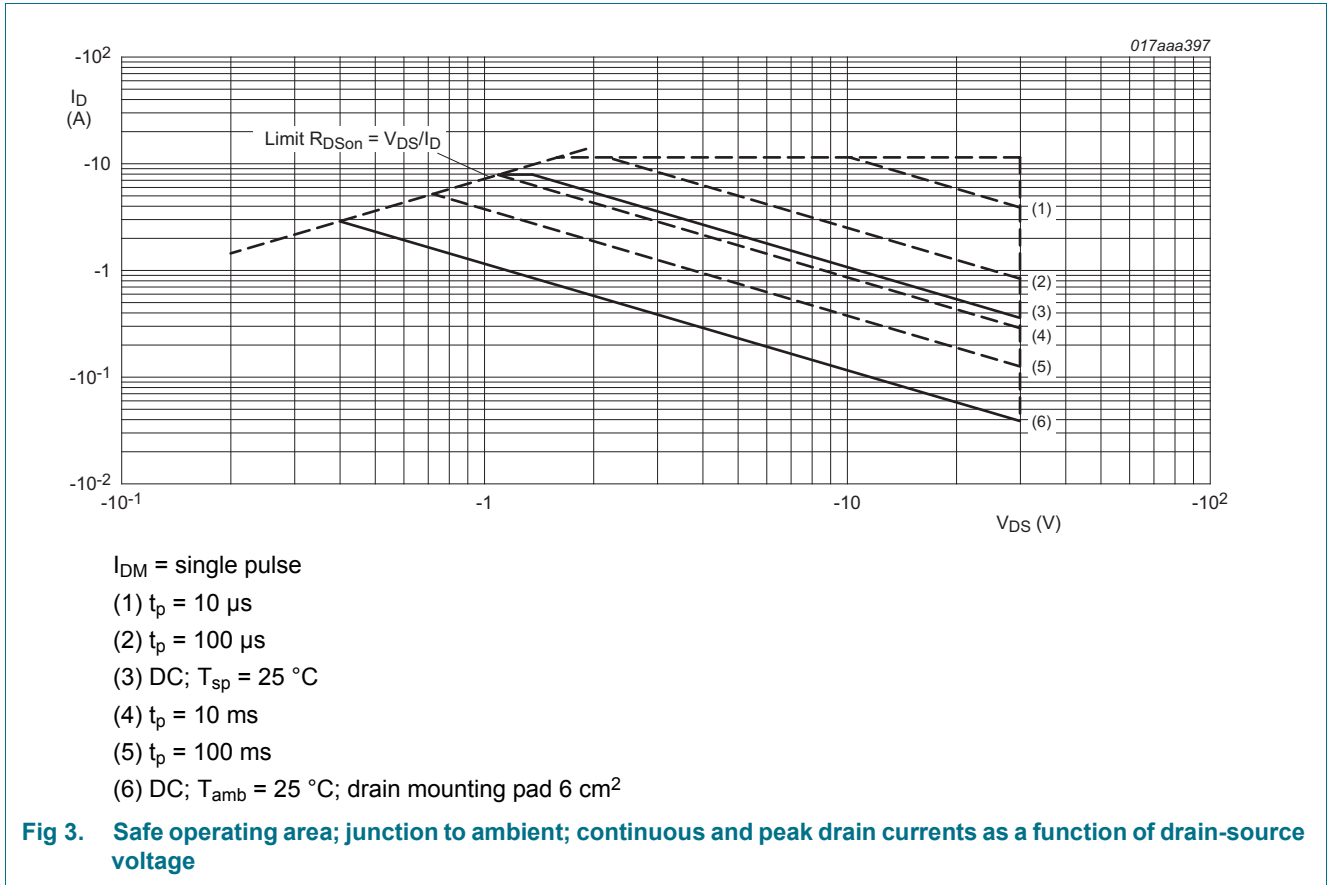 017aaa397
-10²
I_D
(A)
Limit R_DSon = V_DS/I_D
-10
(1)
-1
(2)
(3)
(4)
-10⁻¹
(5)
(6)
-10⁻²
-10⁻¹
-1
-10
-10²
V_DS (V)
I_DM = single pulse
(1) t_p = 10 µs
(2) t_p = 100 µs
(3) DC; T_sp = 25 °C
(4) t_p = 10 ms
(5) t_p = 100 ms
(6) DC; T_amb = 25 °C; drain mounting pad 6 cm²
Fig 3. Safe operating area; junction to ambient; continuous and peak drain currents as a function of drain-source
voltage